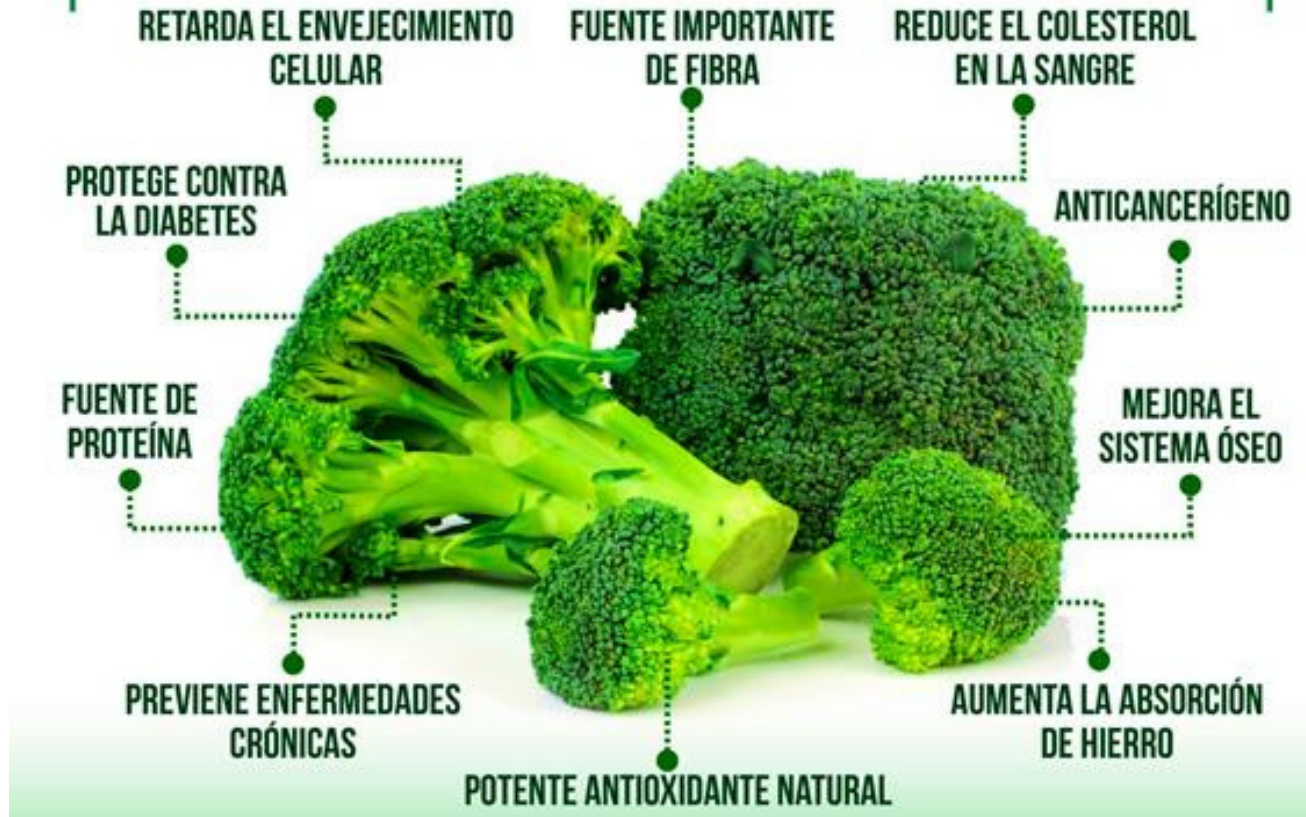 RETARDA EL ENVEJECIMIENTO
CELULAR
FUENTE IMPORTANTE
DE FIBRA
REDUCE EL COLESTEROL
EN LA SANGRE
PROTEGE CONTRA
LA DIABETES
ANTICANCERÍGENO
FUENTE DE
PROTEÍNA
MEJORA EL
SISTEMA ÓSEO
PREVIENE ENFERMEDADES
CRÓNICAS
AUMENTA LA ABSORCIÓN
DE HIERRO
POTENTE ANTIOXIDANTE NATURAL